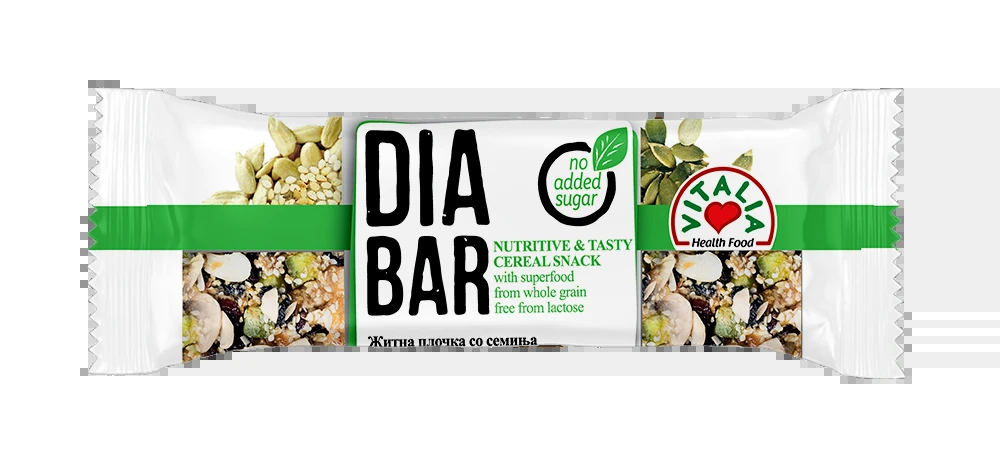 DIA
BAR
no
added
sugar
NUTRITIVE & TASTY
CEREAL SNACK
with superfood
from whole grain
free from lactose
Житна плочка со семиња
VITALIA
Health Food